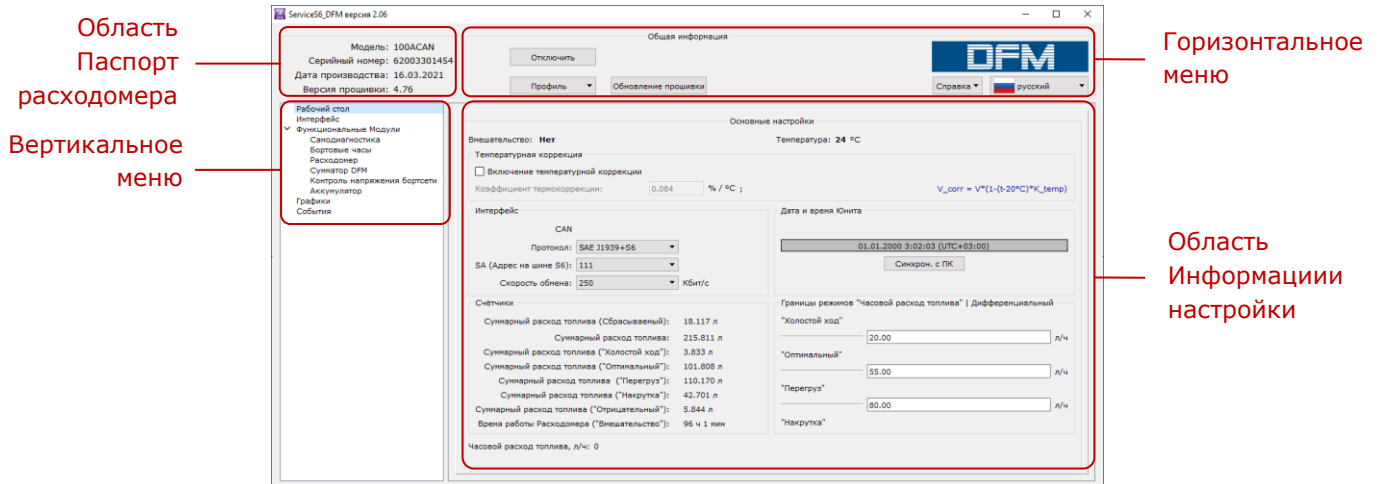 Область
Паспорт
расходомера
Вертикальное
меню
ServiceS6_DFM версия 2.06
Модель: 100ACAN
Серийный номер: 62003301454
Дата производства: 16.03.2021
Версия прошивки: 4.76
Общая информация
Отключить
Профиль
Обновление прошивки
DFM
Справка
русский
Горизонтальное
меню
Рабочий стол
Интерфейс
Функциональные Модули
Самодиагностика
Бортовые часы
Расходомер
Сумматор DFM
Контроль напряжения бортсети
Аккумулятор
Графики
События
Основные настройки
Вмешательство: Нет
Температура: 24 ºC
Температурная коррекция
Включение температурной коррекции
Коэффициент термокоррекции: 0.084 % / ºC ;
V_corr = V*(1-(t-20ºC)*K_temp)
Интерфейс
CAN
Протокол: SAE J1939+S6
SA (Адрес на шине S6): 111
Скорость обмена: 250 Кбит/с
Дата и время Юнита
01.01.2000 3:02:03 (UTC+03:00)
Синхрон. с ПК
Счётчики
Суммарный расход топлива (Сбрасываемый): 18.117 л
Суммарный расход топлива: 215.811 л
Суммарный расход топлива ("Холостой ход"): 3.833 л
Суммарный расход топлива ("Оптимальный"): 101.808 л
Суммарный расход топлива ("Перегруз"): 110.170 л
Суммарный расход топлива ("Накрутка"): 42.701 л
Суммарный расход топлива ("Отрицательный"): 5.844 л
Время работы Расходомера ("Вмешательство"): 96 ч 1 мин
Часовой расход топлива, л/ч: 0
Границы режимов "Часовой расход топлива" | Дифференциальный
"Холостой ход"
20.00 л/ч
"Оптимальный"
55.00 л/ч
"Перегруз"
80.00 л/ч
"Накрутка"
Область
Информациии
настройки